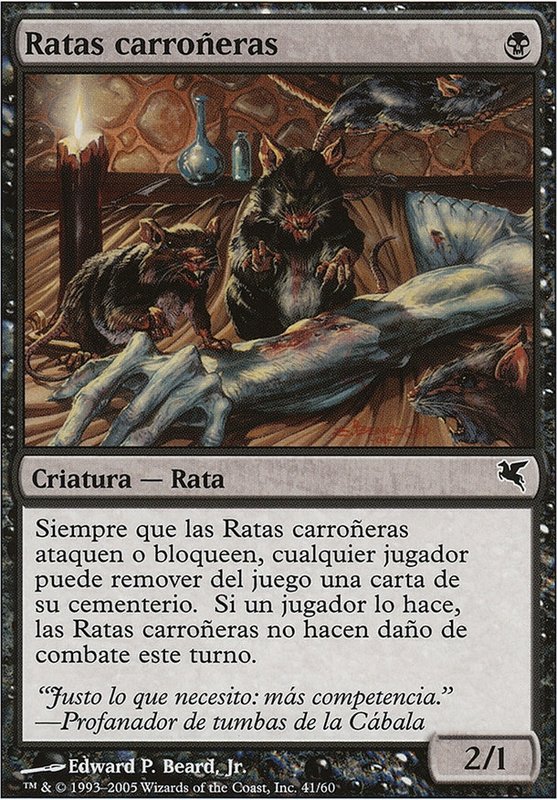 Ratas carroñeras
Criatura — Rata
Siempre que las Ratas carroñeras
ataquen o bloqueen, cualquier jugador
puede remover del juego una carta de
su cementerio. Si un jugador lo hace,
las Ratas carroñeras no hacen daño de
combate este turno.
“Justo lo que necesito: más competencia.”
—Profanador de tumbas de la Cábala
2/1
Edward P. Beard, Jr.
™ & © 1993–2005 Wizards of the Coast, Inc. 41/60